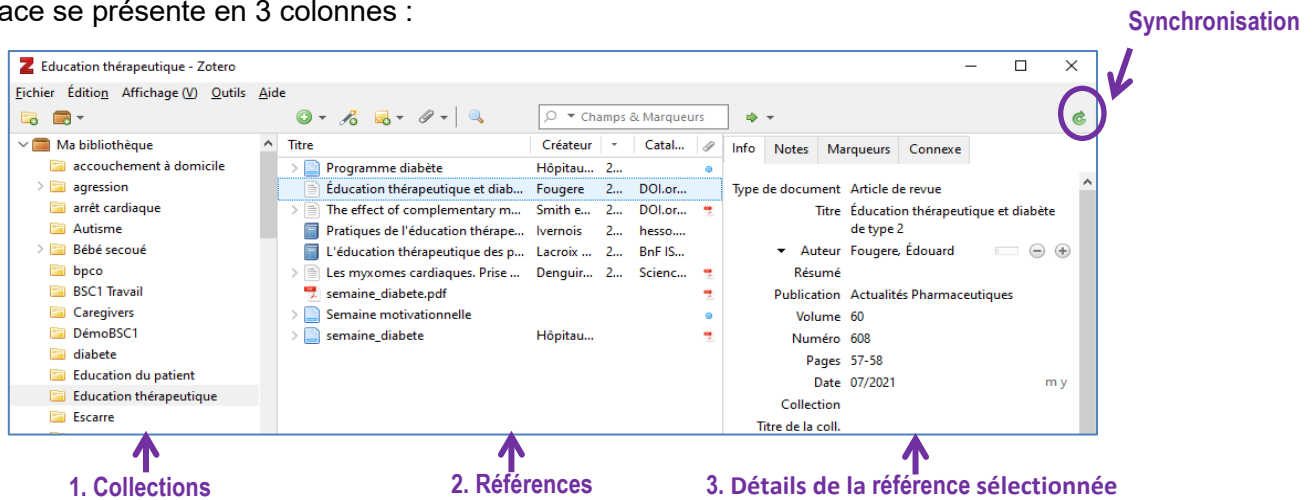 ace se présente en 3 colonnes :
Synchronisation
Education thérapeutique - Zotero
Fichier Édition Affichage (V) Outils Aide
Champs & Marqueurs
Ma bibliothèque
accouchement à domicile
agression
arrêt cardiaque
Autisme
Bébé secoué
bpco
BSC1 Travail
Caregivers
DémoBSC1
diabete
Education du patient
Education thérapeutique
Escarre
Titre Créateur Catal...
Programme diabète Hôpitau... 2...
Éducation thérapeutique et diab... Fougere 2... DOI.or...
The effect of complementary m... Smith e... 2... DOI.or...
Pratiques de l'éducation thérape... Ivernois 2... hesso....
L'éducation thérapeutique des p... Lacroix ... 2... BnF IS...
Les myxomes cardiaques. Prise ... Denguir... 2... Scienc...
semaine_diabete.pdf
Semaine motivationnelle
semaine_diabete Hôpitau...
Info Notes Marqueurs Connexe
Type de document Article de revue
Titre Éducation thérapeutique et diabète
de type 2
Auteur Fougere, Édouard
Résumé
Publication Actualités Pharmaceutiques
Volume 60
Numéro 608
Pages 57-58
Date 07/2021 m y
Collection
Titre de la coll.
1. Collections
2. Références
3. Détails de la référence sélectionnée